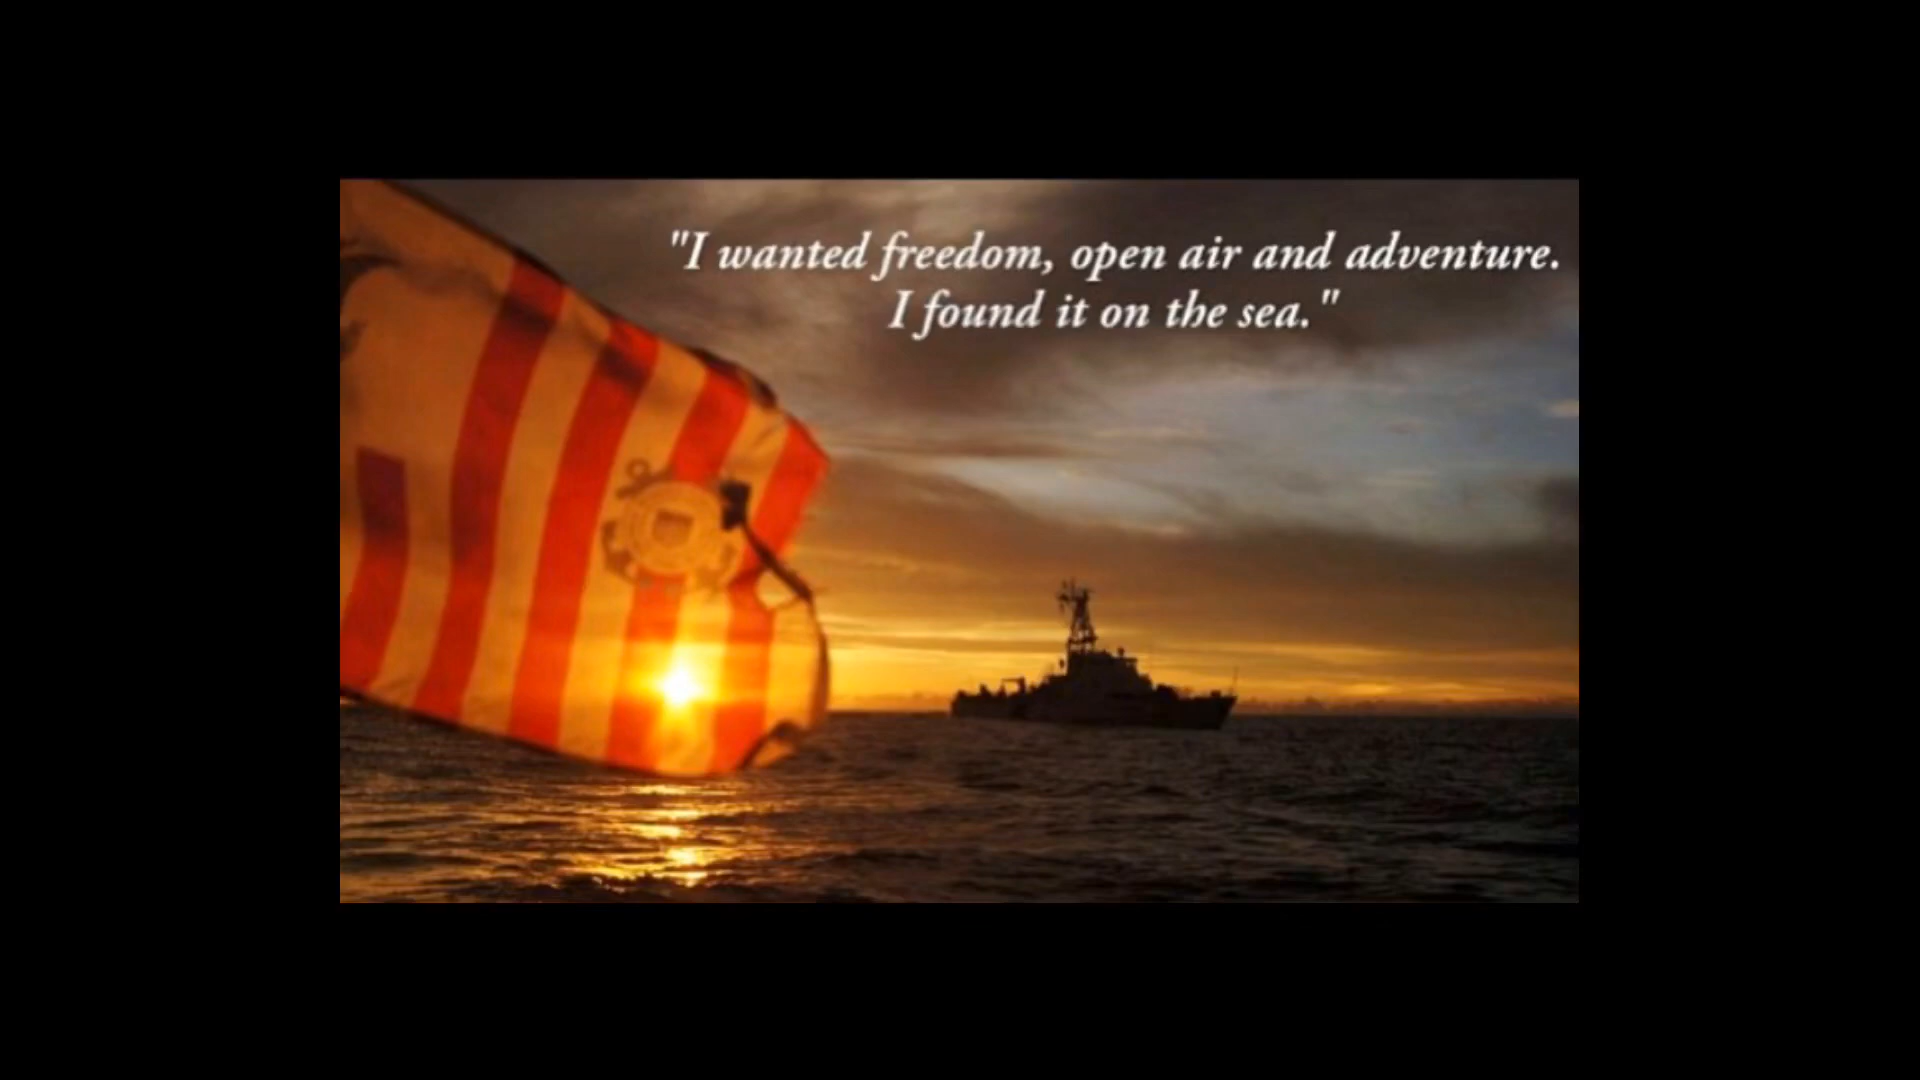 "I wanted freedom, open air and adventure.
I found it on the sea."